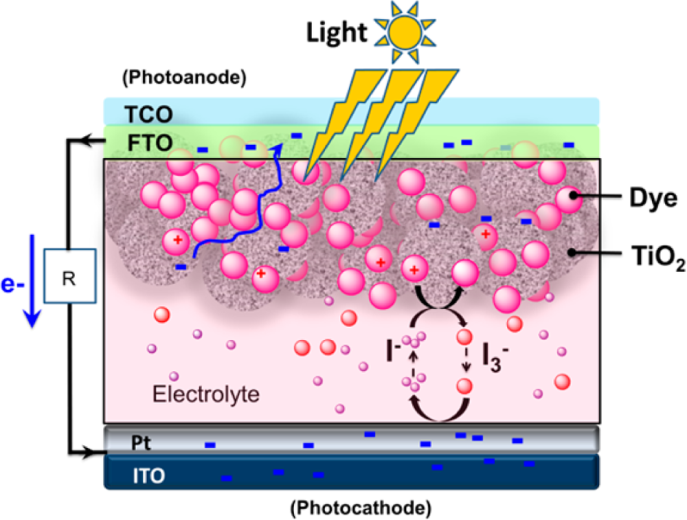 Light
(Photoanode)
TCO
FTO
Dye
TiO₂
e-
R
+
+
+
+
+
I⁻
I₃⁻
Electrolyte
Pt
ITO
(Photocathode)